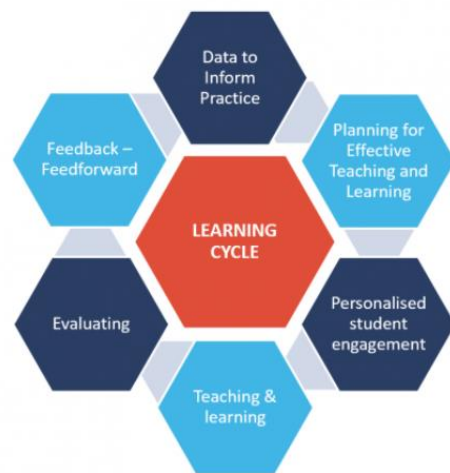 Data to
Inform
Practice
Planning for
Effective
Teaching and
Learning
Personalised
student
engagement
Teaching &
learning
Evaluating
Feedback –
Feedforward
LEARNING
CYCLE